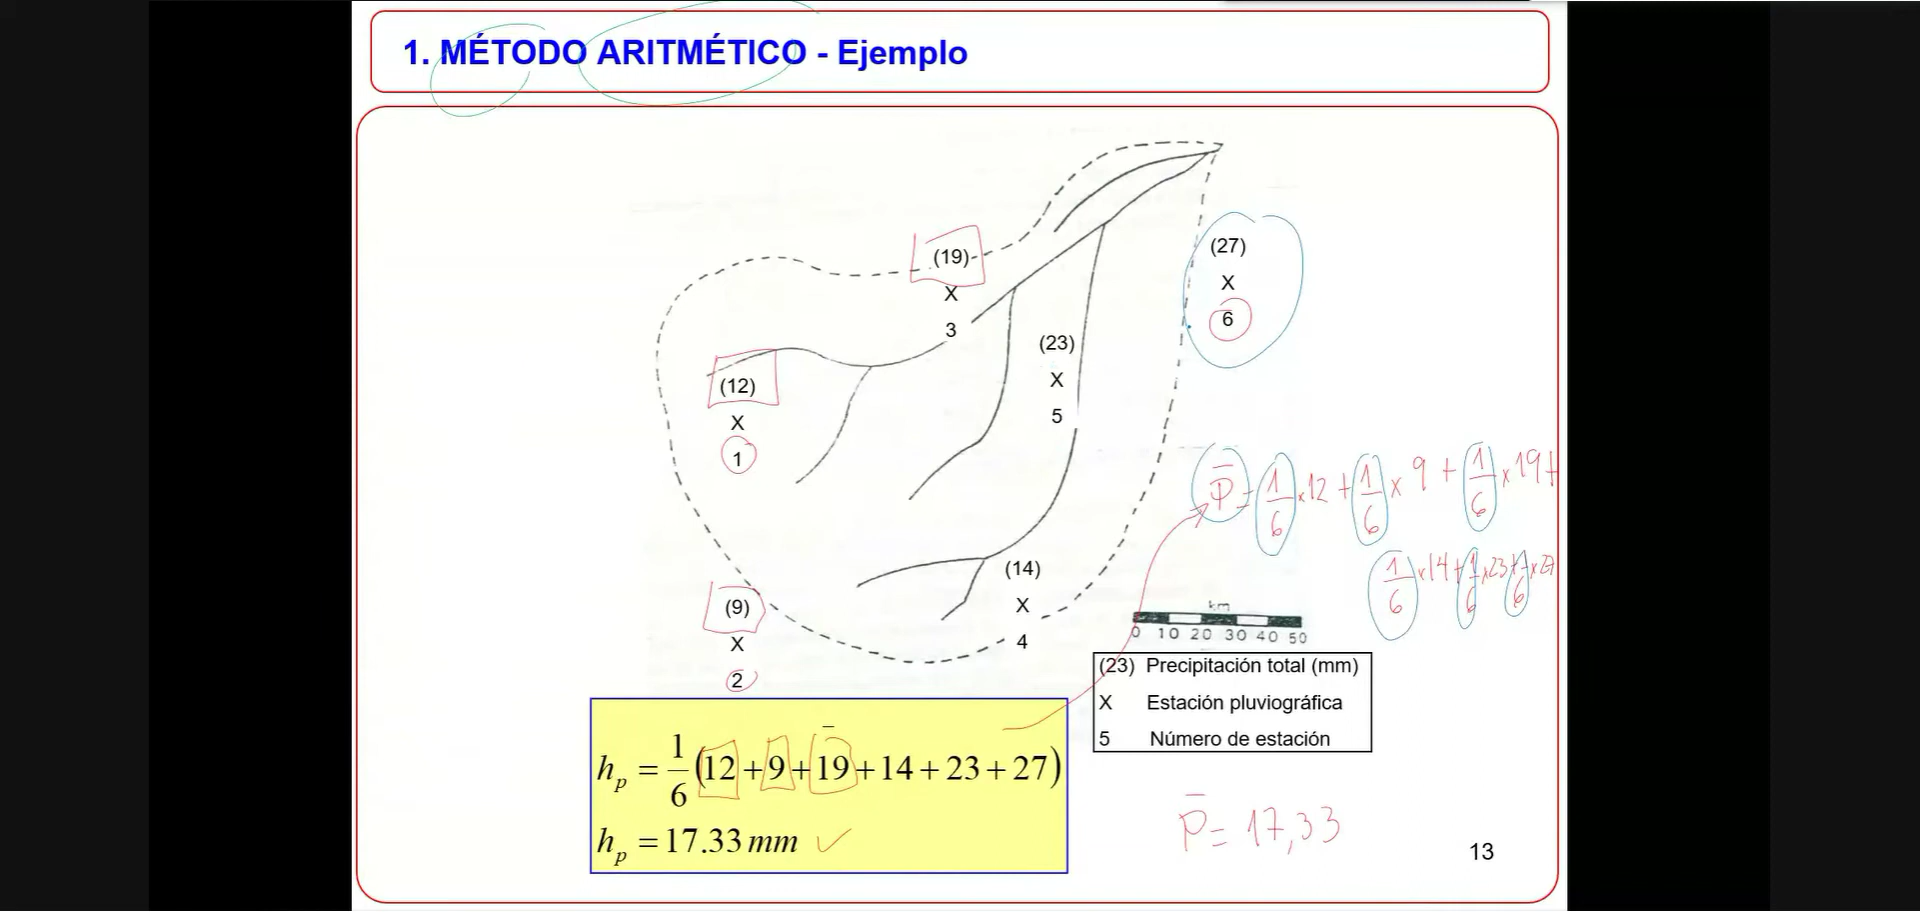 1. MÉTODO ARITMÉTICO - Ejemplo
(19)
X
3
(27)
X
6
(23)
X
5
(12)
X
1
(9)
X
2
(14)
X
4
P̄ = 1/6 x 12 + 1/6 x 9 + 1/6 x 19 +
1/6 x 14 + 1/6 x 23 + 1/6 x 27
km
0 10 20 30 40 50
(23) Precipitación total (mm)
X Estación pluviográfica
5 Número de estación
hₚ = 1/6 (12 + 9 + 19 + 14 + 23 + 27)
hₚ = 17.33 mm ✓
P̄ = 17,33
13